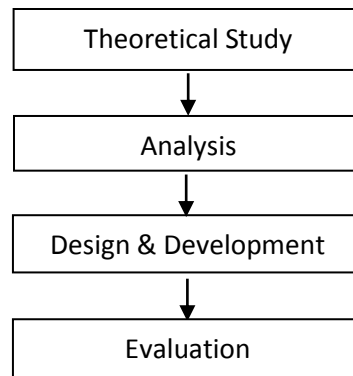 Theoretical Study
Analysis
Design & Development
Evaluation